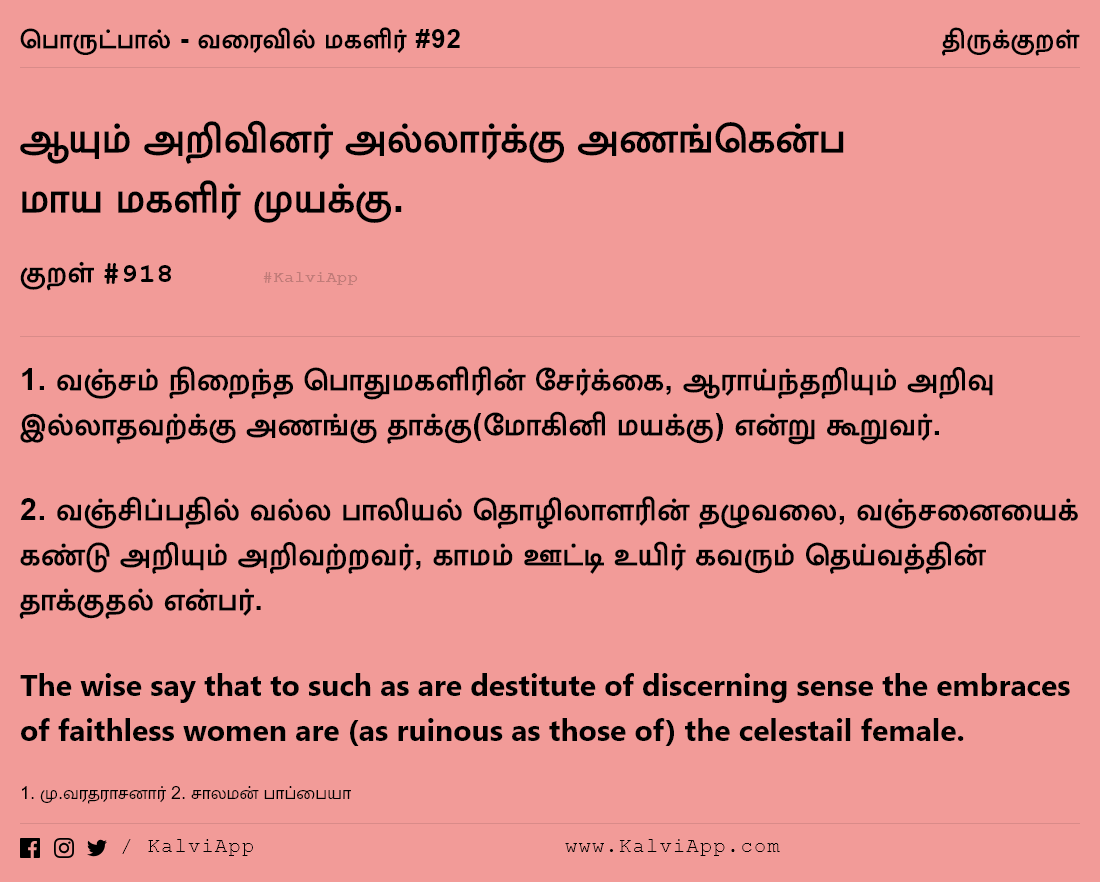 பொருட்பால் - வரைவில் மகளிர் #92
திருக்குறள்
ஆயும் அறிவினர் அல்லார்க்கு அணங்கென்ப
மாய மகளிர் முயக்கு.
குறள் #918
#KalviApp
1. வஞ்சம் நிறைந்த பொதுமகளிரின் சேர்க்கை, ஆராய்ந்தறியும் அறிவு
இல்லாதவற்க்கு அணங்கு தாக்கு(மோகினி மயக்கு) என்று கூறுவர்.
2. வஞ்சிப்பதில் வல்ல பாலியல் தொழிலாளரின் தழுவலை, வஞ்சனையைக்
கண்டு அறியும் அறிவற்றவர், காமம் ஊட்டி உயிர் கவரும் தெய்வத்தின்
தாக்குதல் என்பர்.
The wise say that to such as are destitute of discerning sense the embraces
of faithless women are (as ruinous as those of) the celestail female.
1. மு.வரதராசனார் 2. சாலமன் பாப்பையா
/ KalviApp
www.KalviApp.com